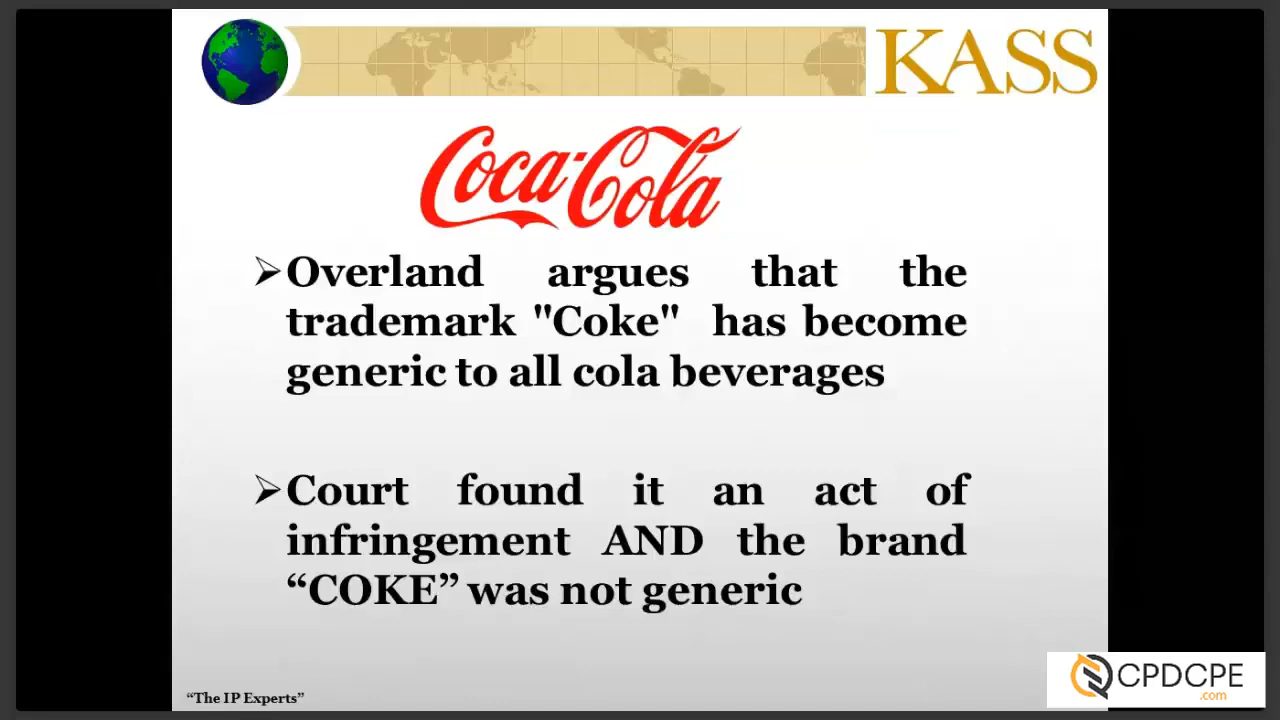 KASS
Coca-Cola
➢Overland argues that the
trademark "Coke" has become
generic to all cola beverages
➢Court found it an act of
infringement AND the brand
“COKE” was not generic
“The IP Experts”
CPDCPE
.com